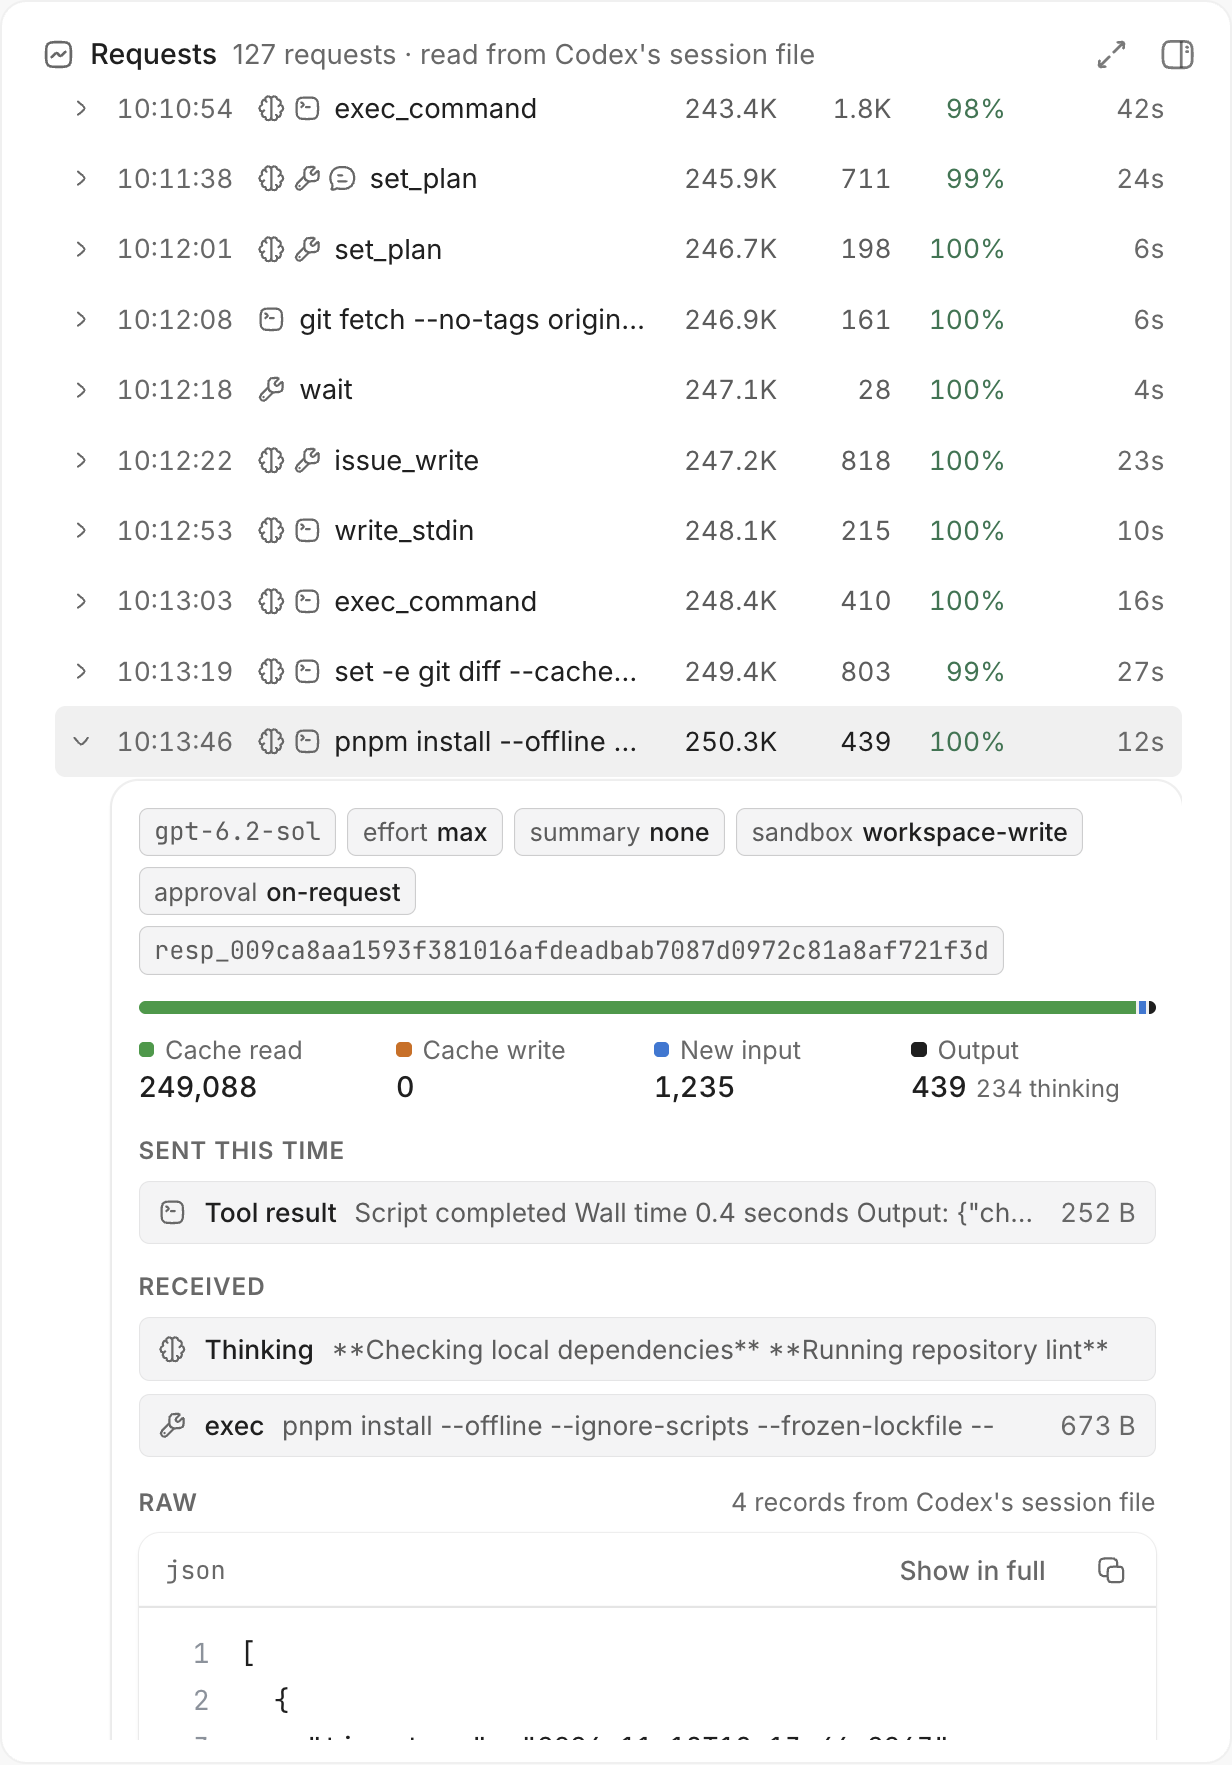 Requests 127 requests · read from Codex's session file
10:10:54 exec_command 243.4K 1.8K 98% 42s
10:11:38 set_plan 245.9K 711 99% 24s
10:12:01 set_plan 246.7K 198 100% 6s
10:12:08 git fetch --no-tags origin... 246.9K 161 100% 6s
10:12:18 wait 247.1K 28 100% 4s
10:12:22 issue_write 247.2K 818 100% 23s
10:12:53 write_stdin 248.1K 215 100% 10s
10:13:03 exec_command 248.4K 410 100% 16s
10:13:19 set -e git diff --cache... 249.4K 803 99% 27s
10:13:46 pnpm install --offline ... 250.3K 439 100% 12s
gpt-6.2-sol effort max summary none sandbox workspace-write
approval on-request
resp_009ca8aa1593f381016afdeadbab7087d0972c81a8af721f3d
Cache read Cache write New input Output
249,088 0 1,235 439 234 thinking
SENT THIS TIME
Tool result Script completed Wall time 0.4 seconds Output: {"ch... 252 B
RECEIVED
Thinking **Checking local dependencies** **Running repository lint**
exec pnpm install --offline --ignore-scripts --frozen-lockfile -- 673 B
RAW 4 records from Codex's session file
json Show in full
1 [
2 {